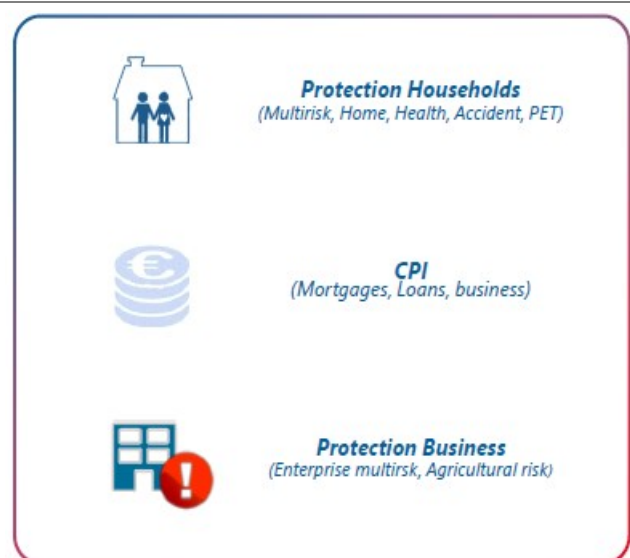 Protection Households
(Multirisk, Home, Health, Accident, PET)
€
CPI
(Mortgages, Loans, business)
Protection Business
(Enterprise multirsk, Agricultural risk)
!